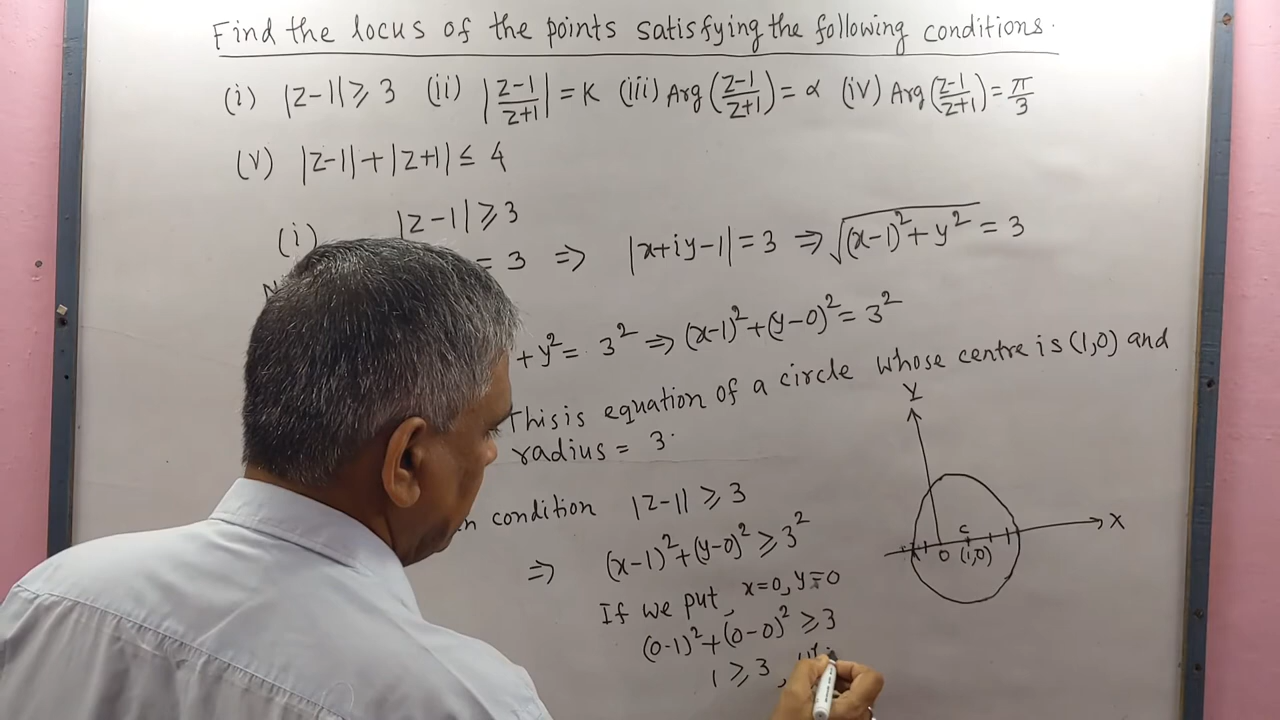 Find the locus of the points satisfying the following conditions.
(i) |z-1| ≥ 3 (ii) |z-1/z+1| = K (iii) Arg(z-1/z+1) = α (iv) Arg(z-1/z+1) = π/3
(v) |z-1| + |z+1| ≤ 4
(i) |z-1| ≥ 3
= 3 ⇒ |x+iy-1| = 3 ⇒ √(x-1)²+y² = 3
+ y² = 3² ⇒ (x-1)²+(y-0)² = 3²
This is equation of a circle whose centre is (1,0) and
radius = 3.
condition |z-1| ≥ 3
⇒ (x-1)²+(y-0)² ≥ 3²
If we put, x=0, y=0
(0-1)²+(0-0)² ≥ 3
1 ≥ 3,
Y
X
C
O (1,0)